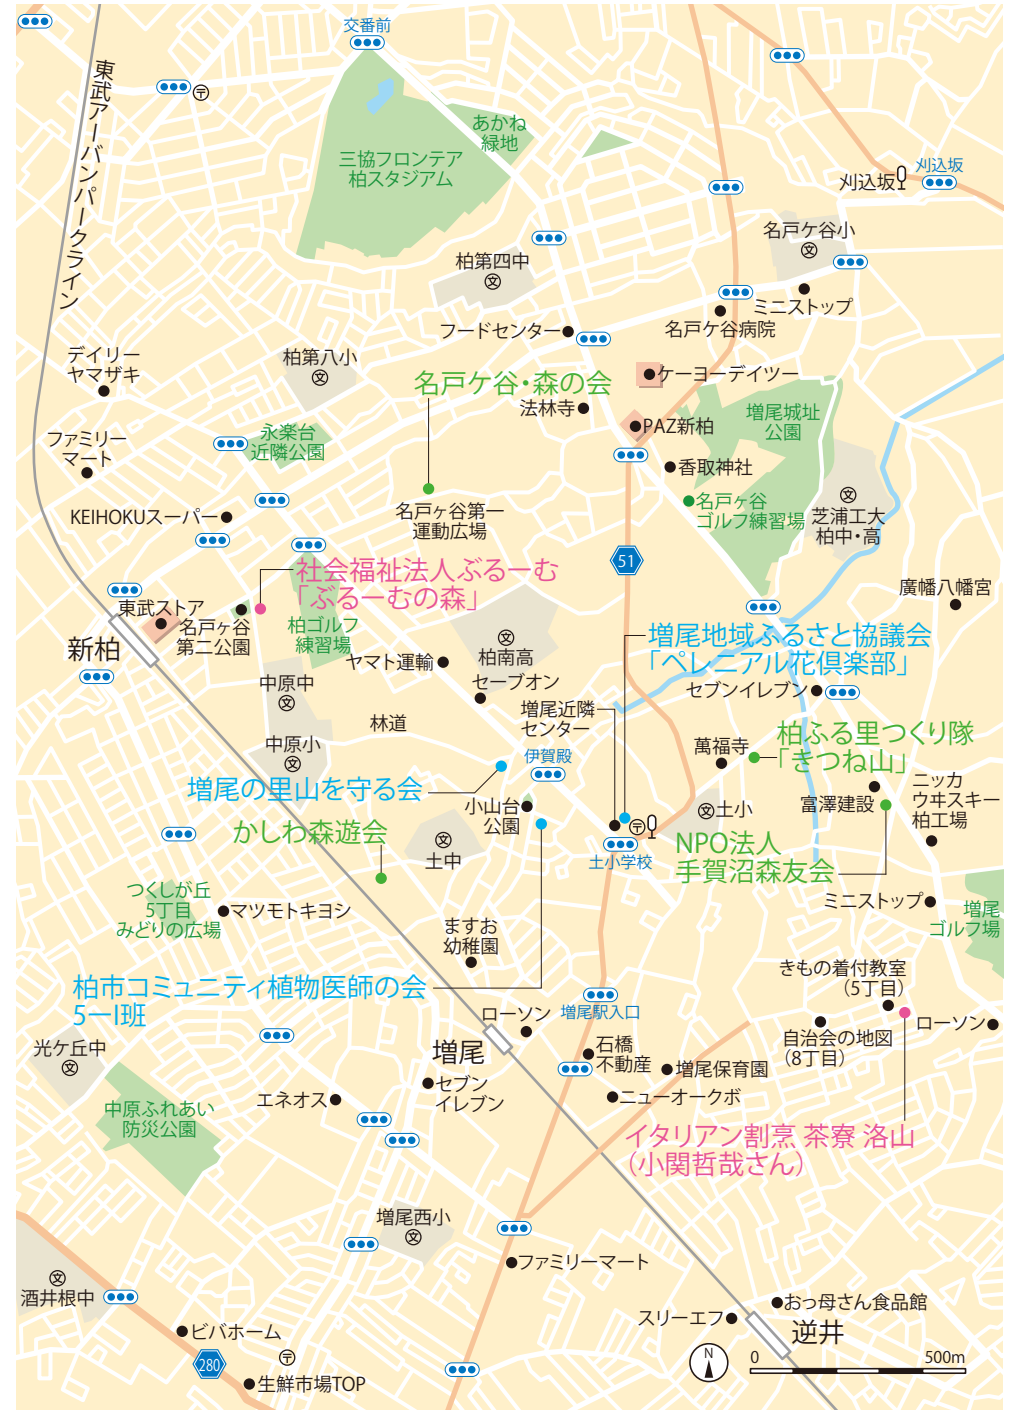 交番前
東武アーバンパークライン
〒
あかね
緑地
三協フロンテア
柏スタジアム
刈込坂
刈込坂
名戸ケ谷小
文
柏第四中
文
ミニストップ
フードセンター
名戸ケ谷病院
デイリー
ヤマザキ
柏第八小
文
名戸ケ谷・森の会
ケーヨーデイツー
法林寺
増尾城址
公園
PAZ新柏
永楽台
近隣公園
ファミリー
マート
香取神社
名戸ヶ谷
ゴルフ練習場
文
芝浦工大
柏中・高
名戸ヶ谷第一
運動広場
KEIHOKUスーパー
51
社会福祉法人ぶるーむ
「ぶるーむの森」
廣幡八幡宮
東武ストア
名戸ヶ谷
第二公園
柏ゴルフ
練習場
新柏
文
柏南高
増尾地域ふるさと協議会
「ペレニアル花倶楽部」
ヤマト運輸
中原中
文
セーブオン
セブンイレブン
増尾近隣
センター
林道
中原小
文
伊賀殿
萬福寺
柏ふる里つくり隊
「きつね山」
増尾の里山を守る会
小山台
公園
ニッカ
ウヰスキー
柏工場
富澤建設
文土小
〒
かしわ森遊会
文
土中
土小学校
NPO法人
手賀沼森友会
つくしが丘
5丁目
みどりの広場
マツモトキヨシ
ミニストップ
増尾
ゴルフ場
ますお
幼稚園
柏市コミュニティ植物医師の会
5ーI班
きもの着付教室
(5丁目)
増尾駅入口
ローソン
ローソン
自治会の地図
(8丁目)
光ケ丘中
文
増尾
石橋
不動産
増尾保育園
セブン
イレブン
ニューオークボ
エネオス
中原ふれあい
防災公園
イタリアン割烹 茶寮 洛山
(小関哲哉さん)
増尾西小
文
ファミリーマート
文
酒井根中
おっ母さん食品館
スリーエフ
逆井
ビバホーム
280
〒
生鮮市場TOP
N
0 500m